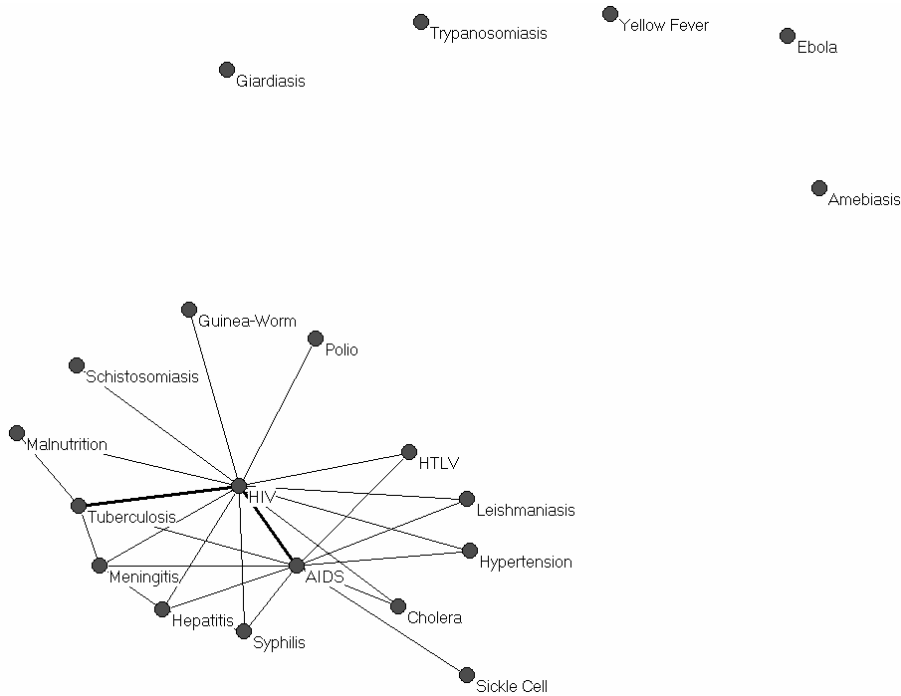 Yellow Fever
Trypanosomiasis
Ebola
Giardiasis
Amebiasis
Guinea-Worm
Polio
Schistosomiasis
Malnutrition
HTLV
HIV
Leishmaniasis
Tuberculosis
Hypertension
Meningitis
AIDS
Hepatitis
Cholera
Syphilis
Sickle Cell